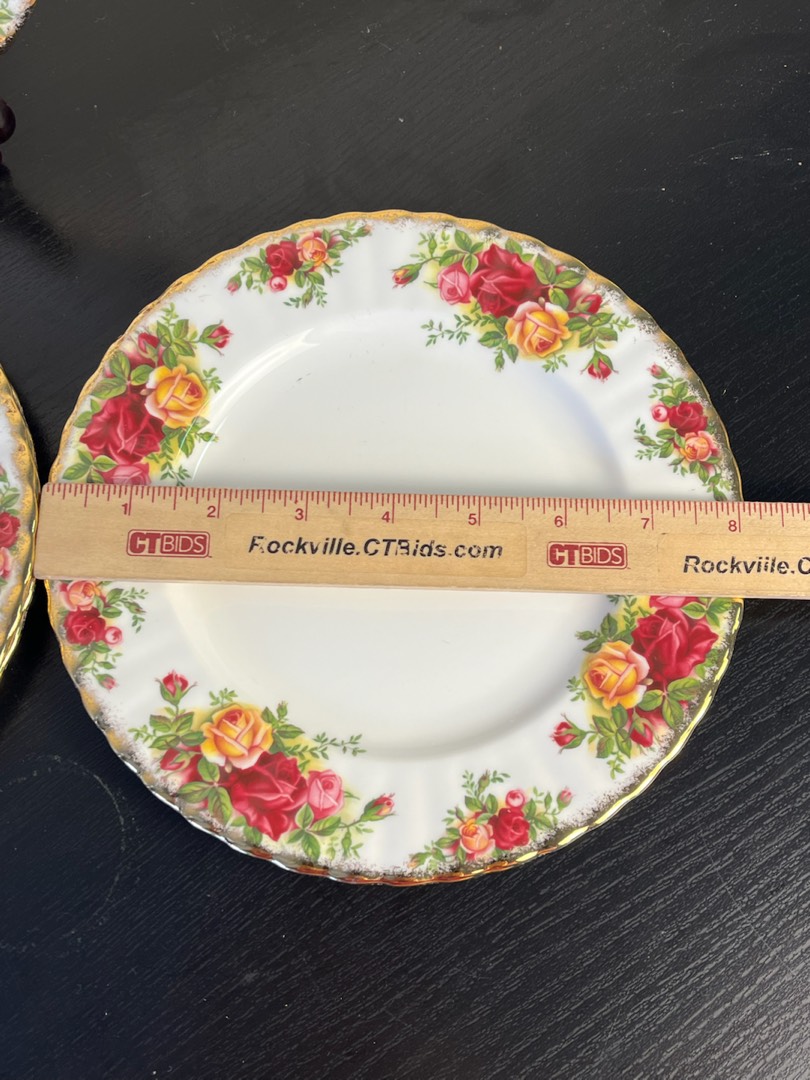 1 2 3 4 5 6 7 8
CTBIDS Rockville.CTBids.com CTBIDS Rockville.C